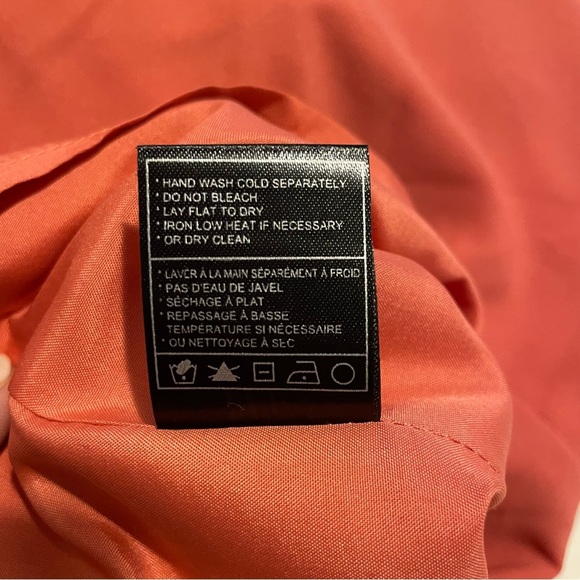 · HAND WASH COLD SEPARATELY
· DO NOT BLEACH
· LAY FLAT TO DRY
· IRON LOW HEAT IF NECESSARY
· OR DRY CLEAN
· LAVER À LA MAIN SÉPARÉMENT À FROID
· PAS D'EAU DE JAVEL
· SÉCHAGE À PLAT
· REPASSAGE À BASSE
TEMPÉRATURE SI NÉCESSAIRE
· OU NETTOYAGE À SEC